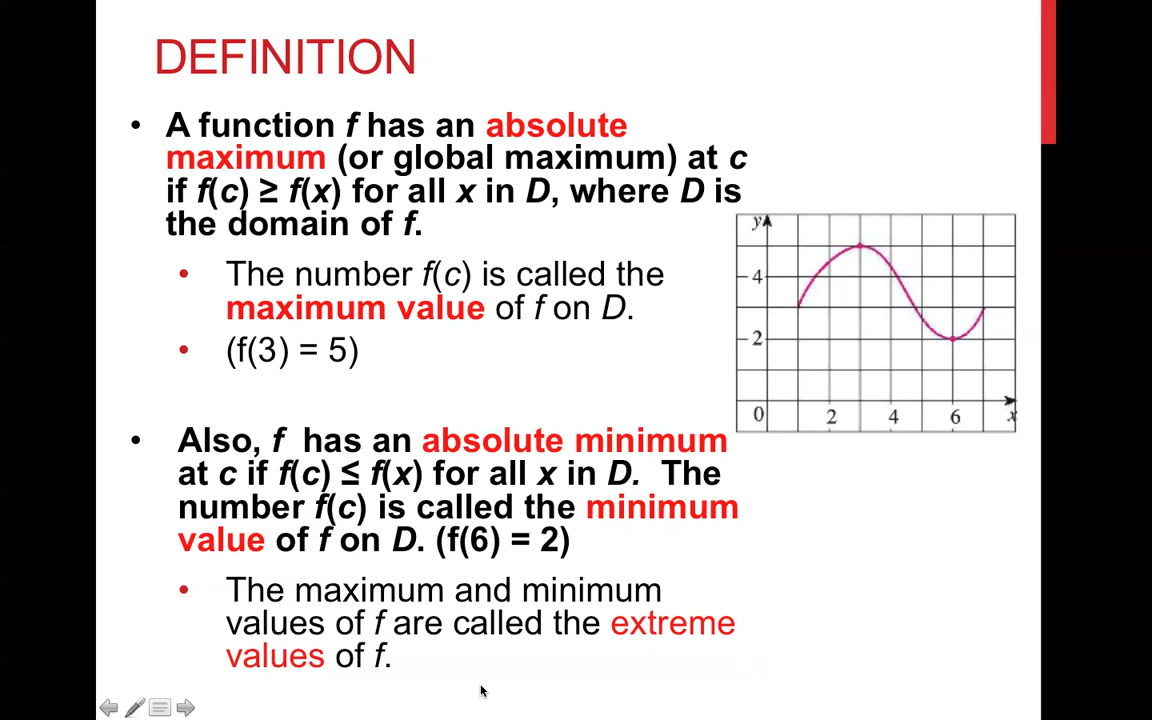 DEFINITION
• A function f has an absolute
maximum (or global maximum) at c
if f(c) ≥ f(x) for all x in D, where D is
the domain of f.
• The number f(c) is called the
maximum value of f on D.
• (f(3) = 5)
y
4
2
0 2 4 6 x
• Also, f has an absolute minimum
at c if f(c) ≤ f(x) for all x in D. The
number f(c) is called the minimum
value of f on D. (f(6) = 2)
• The maximum and minimum
values of f are called the extreme
values of f.